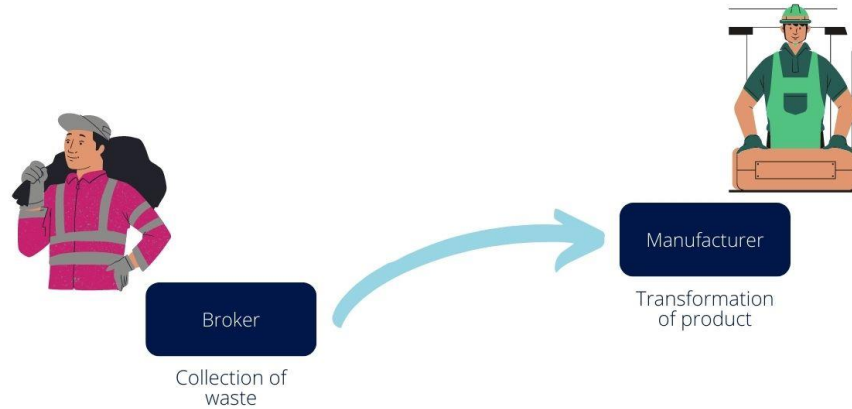 Manufacturer
Transformation
of product
Broker
Collection of
waste